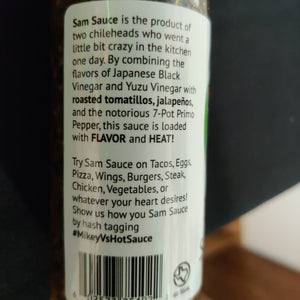 Sam Sauce is the product of
two chileheads who went a
little bit crazy in the kitchen
one day. By combining the
flavors of Japanese Black
Vinegar and Yuzu Vinegar with
roasted tomatillos, jalapeños,
and the notorious 7-Pot Primo
Pepper, this sauce is loaded
with FLAVOR and HEAT!
Try Sam Sauce on Tacos, Eggs,
Pizza, Wings, Burgers, Steak,
Chicken, Vegetables, or
whatever your heart desires!
Show us how you Sam Sauce
by hash tagging
#MikeyVsHotSauce